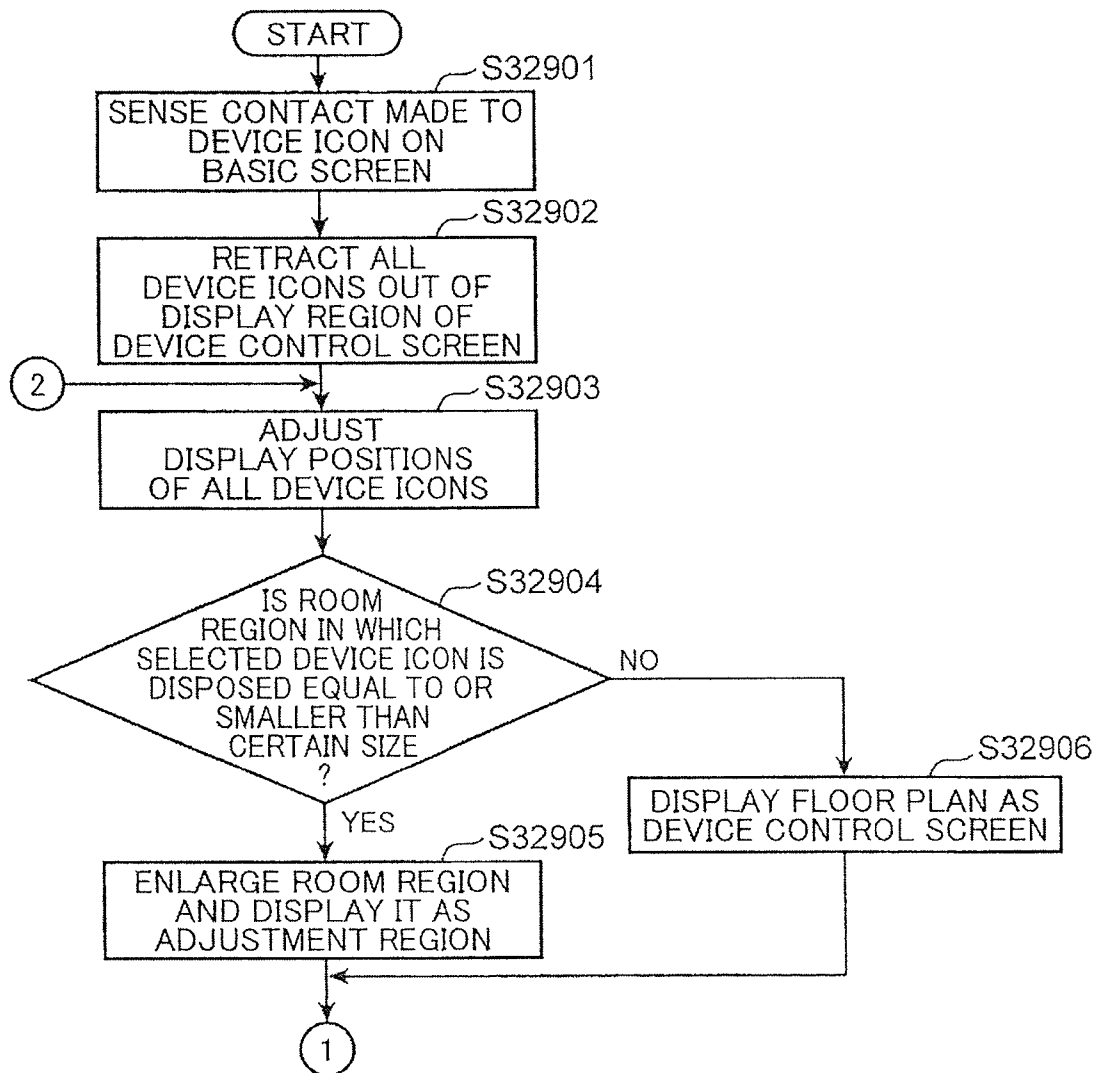 START
S32901
SENSE CONTACT MADE TO
DEVICE ICON ON
BASIC SCREEN
S32902
RETRACT ALL
DEVICE ICONS OUT OF
DISPLAY REGION OF
DEVICE CONTROL SCREEN
2
S32903
ADJUST
DISPLAY POSITIONS
OF ALL DEVICE ICONS
S32904
IS ROOM
REGION IN WHICH
SELECTED DEVICE ICON IS
DISPOSED EQUAL TO OR
SMALLER THAN
CERTAIN SIZE
?
NO
YES
S32906
DISPLAY FLOOR PLAN AS
DEVICE CONTROL SCREEN
S32905
ENLARGE ROOM REGION
AND DISPLAY IT AS
ADJUSTMENT REGION
1